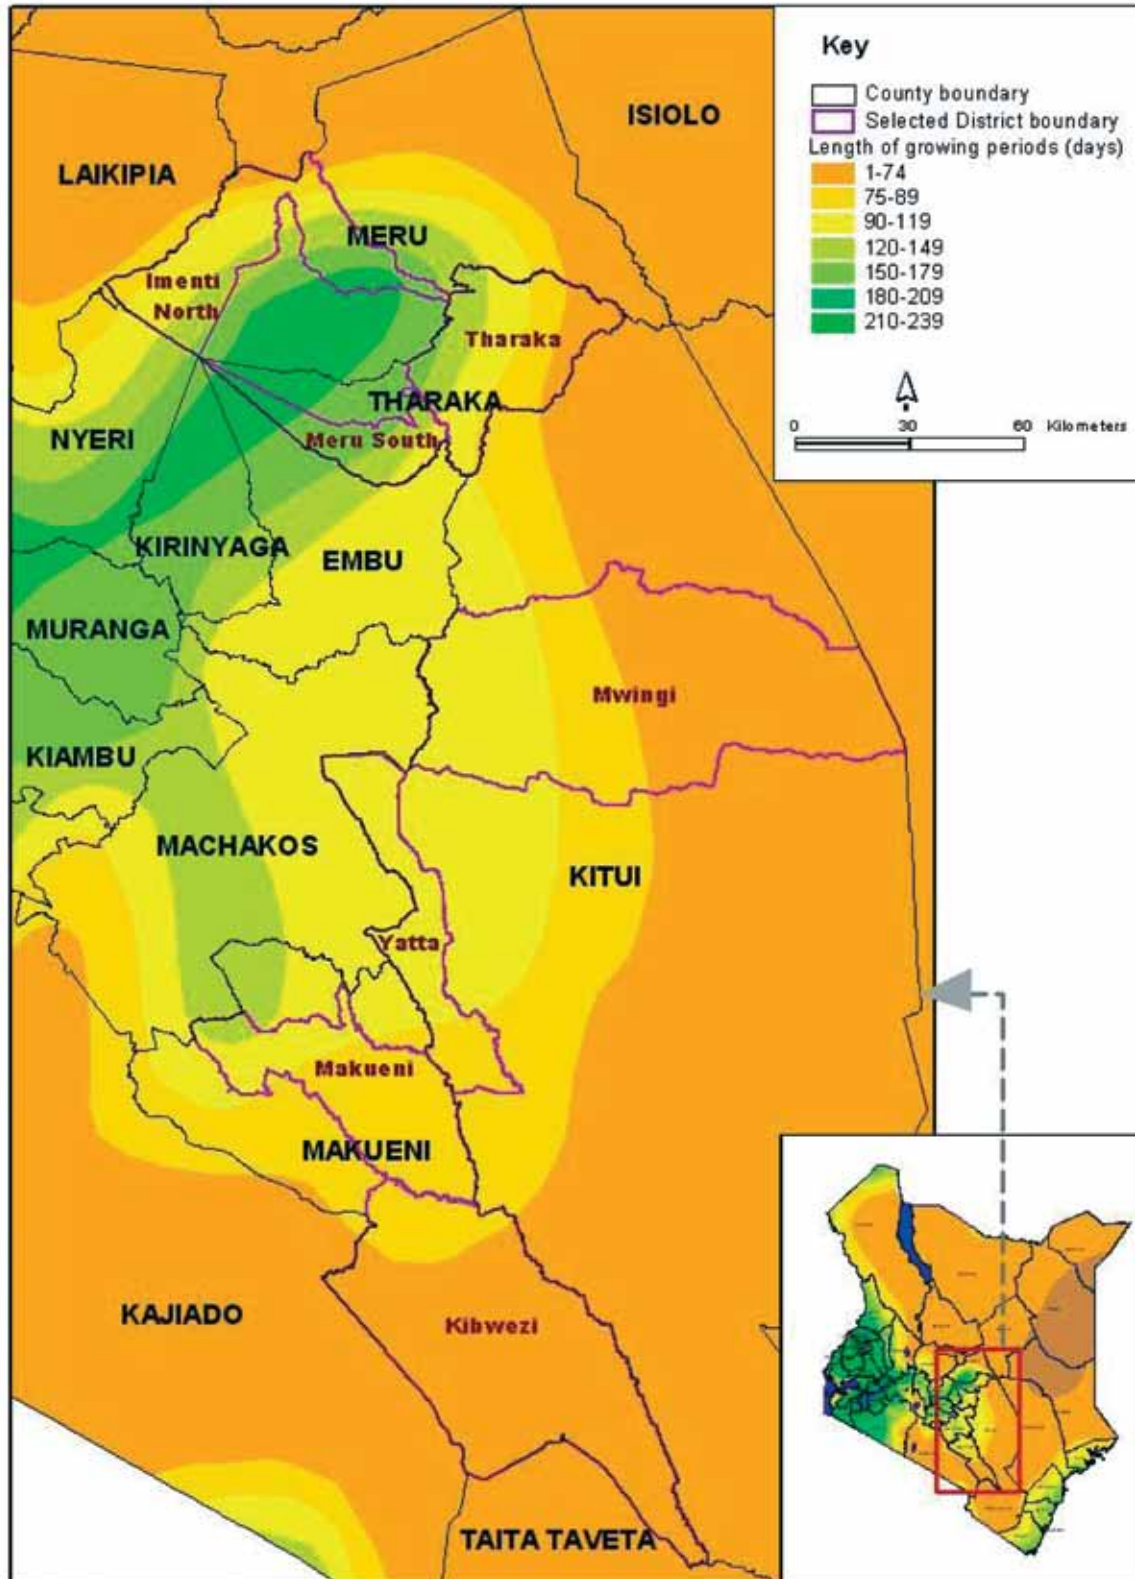 Key
County boundary
Selected District boundary
Length of growing periods (days)
1-74
75-89
90-119
120-149
150-179
180-209
210-239
0 30 60 Kilometers
ISIOLO
LAIKIPIA
MERU
Imenti
North
Tharaka
THARAKA
NYERI
Meru South
KIRINYAGA
EMBU
MURANGA
Mwingi
KIAMBU
MACHAKOS
KITUI
Yatta
Makueni
MAKUENI
KAJIADO
Kibwezi
TAITA TAVETA